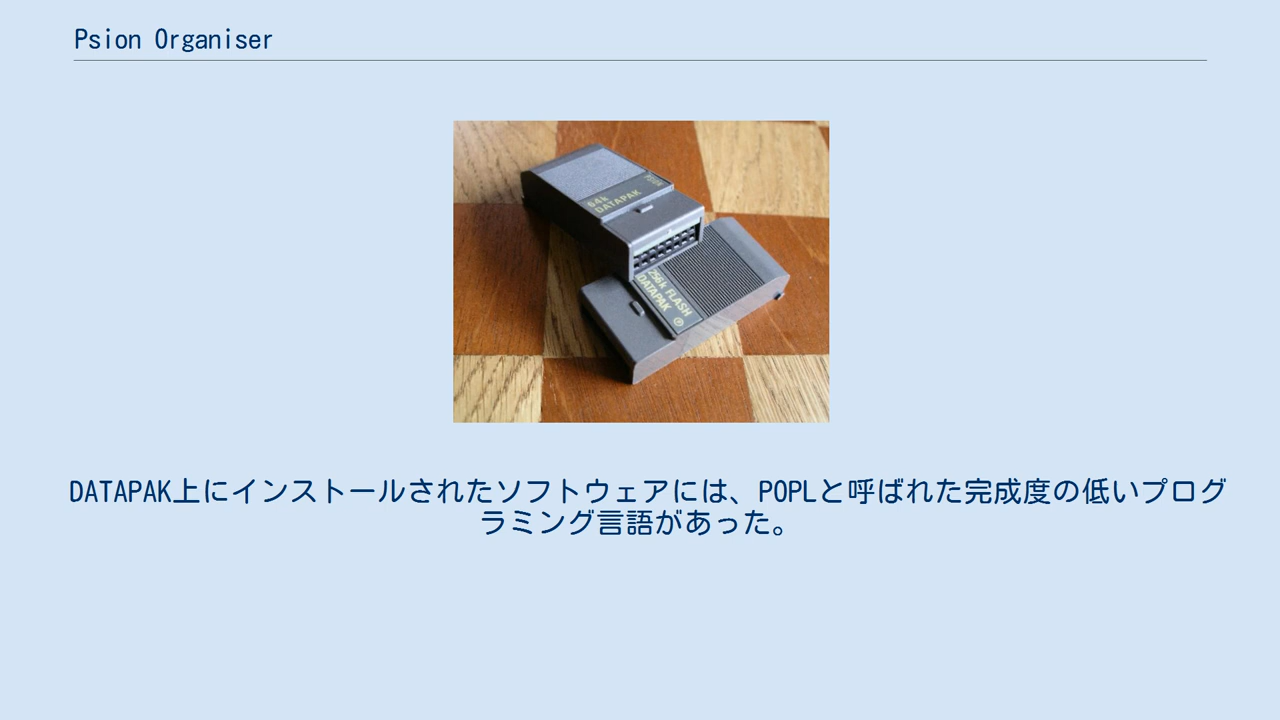 Psion Organiser
64k
DATAPAK
256k FLASH
DATAPAK
DATAPAK上にインストールされたソフトウェアには、POPLと呼ばれた完成度の低いプログ
ラミング言語があった。